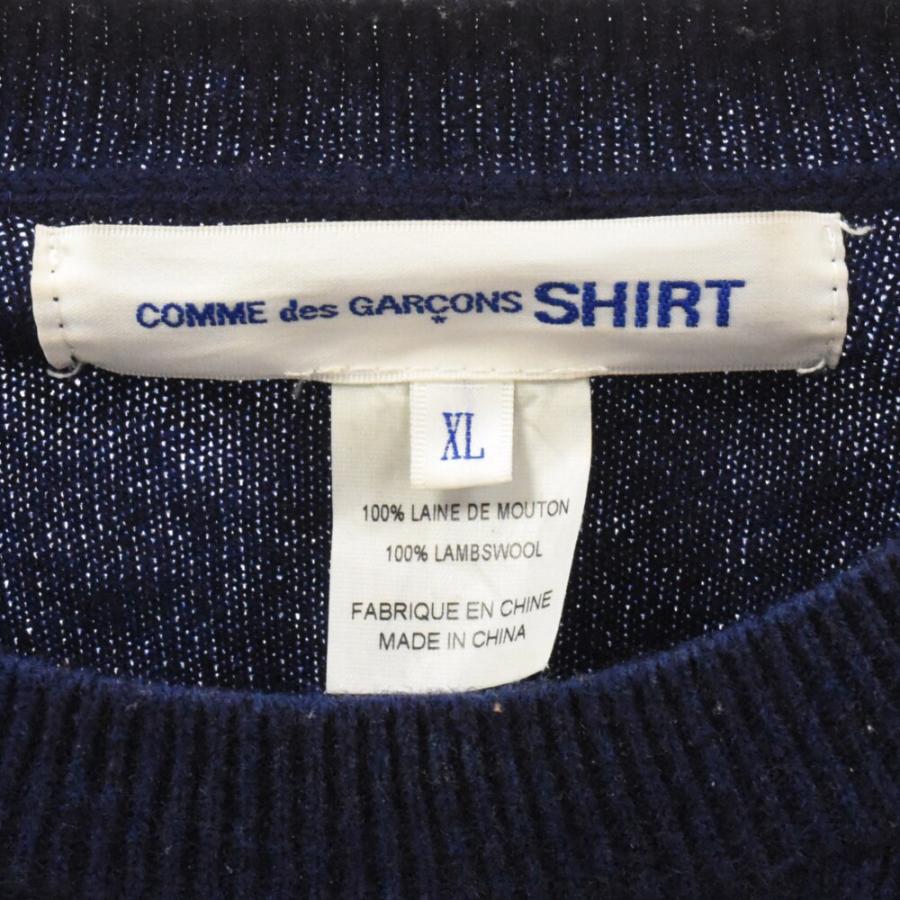 COMME des GARÇONS SHIRT
*
XL
100% LAINE DE MOUTON
100% LAMBSWOOL
FABRIQUE EN CHINE
MADE IN CHINA